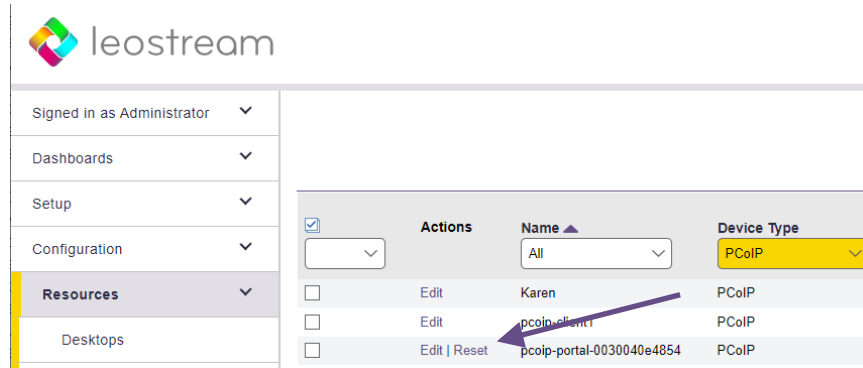 leostream
Signed in as Administrator
Dashboards
Setup
Configuration
Resources
Desktops
Actions Name Device Type
All PCoIP
Edit Karen PCoIP
Edit pcoip-client1 PCoIP
Edit | Reset pcoip-portal-0030040e4854 PCoIP